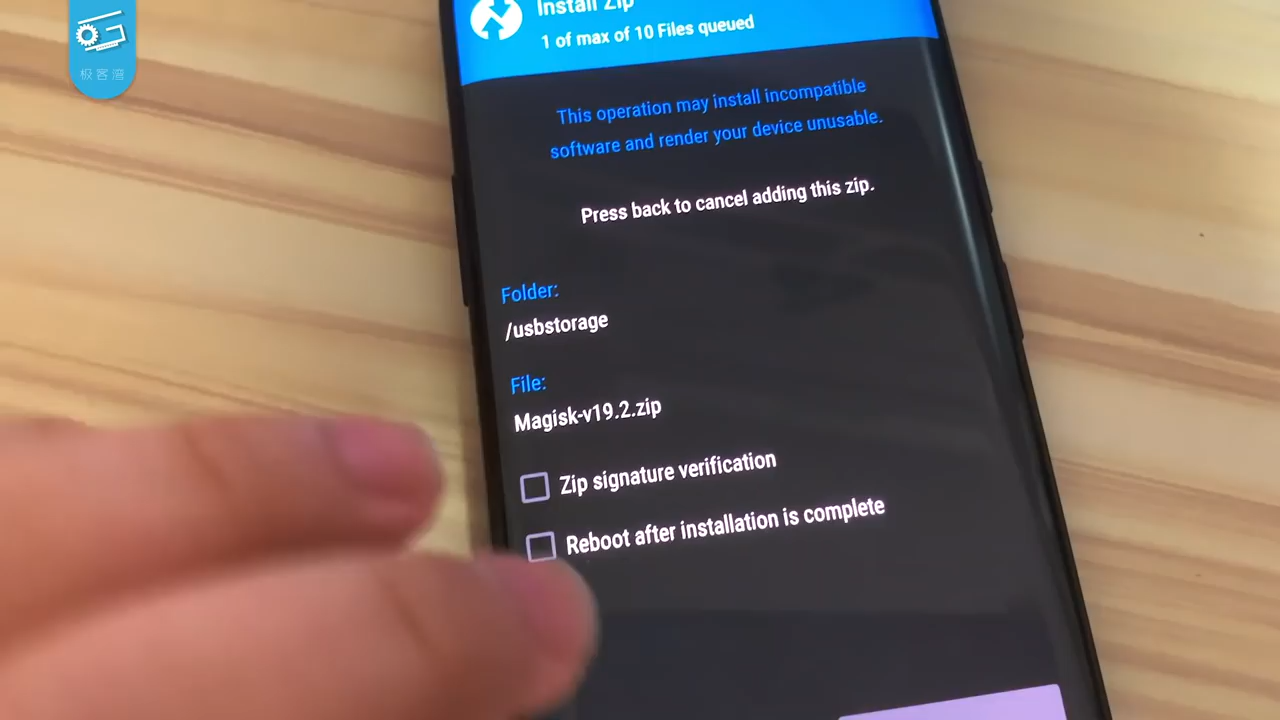 极客湾
Install Zip
1 of max of 10 Files queued
This operation may install incompatible
software and render your device unusable.
Press back to cancel adding this zip.
Folder:
/usbstorage
File:
Magisk-v19.2.zip
Zip signature verification
Reboot after installation is complete